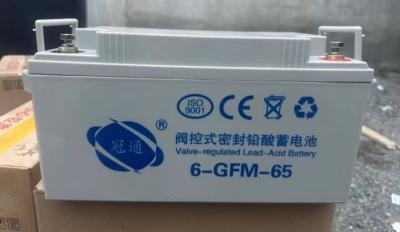 ISO
9001
CE
冠通
®
阀控式密封铅酸蓄电池
Valve-regulated Lead-Acid Battery
6-GFM-65